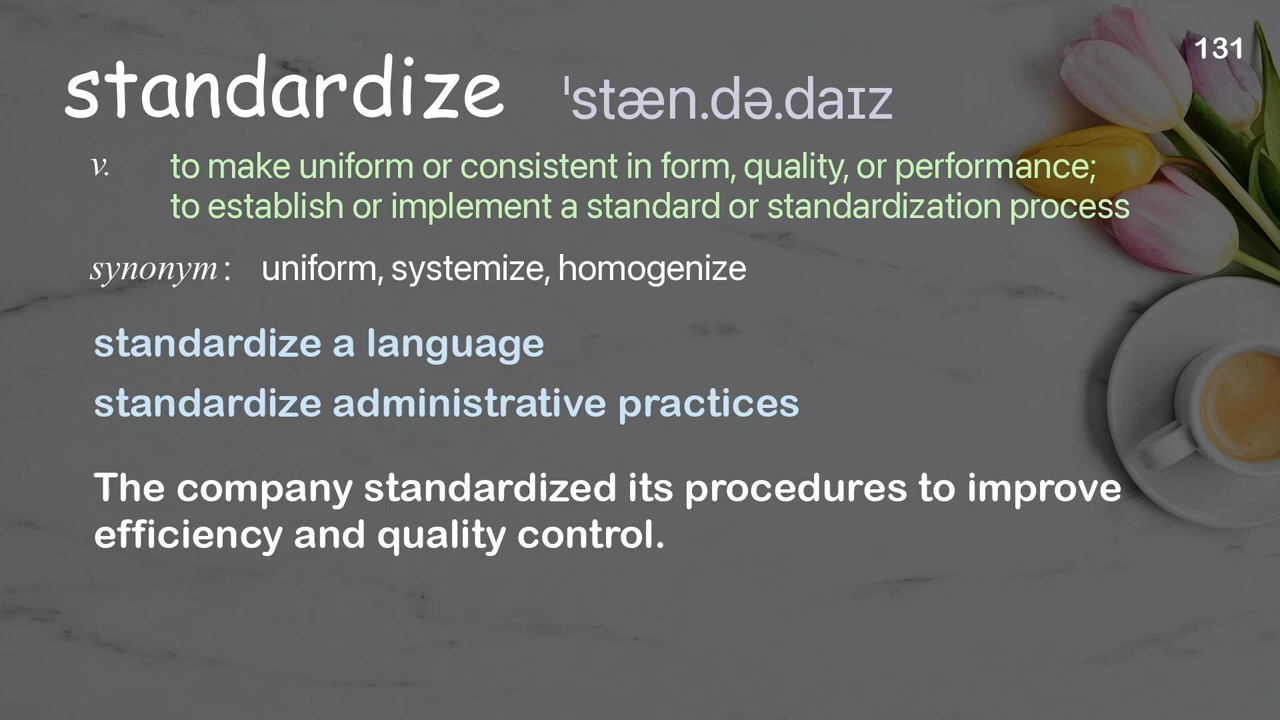 131
standardize ˈstæn.də.daɪz
v. to make uniform or consistent in form, quality, or performance;
to establish or implement a standard or standardization process
synonym: uniform, systemize, homogenize
standardize a language
standardize administrative practices
The company standardized its procedures to improve
efficiency and quality control.